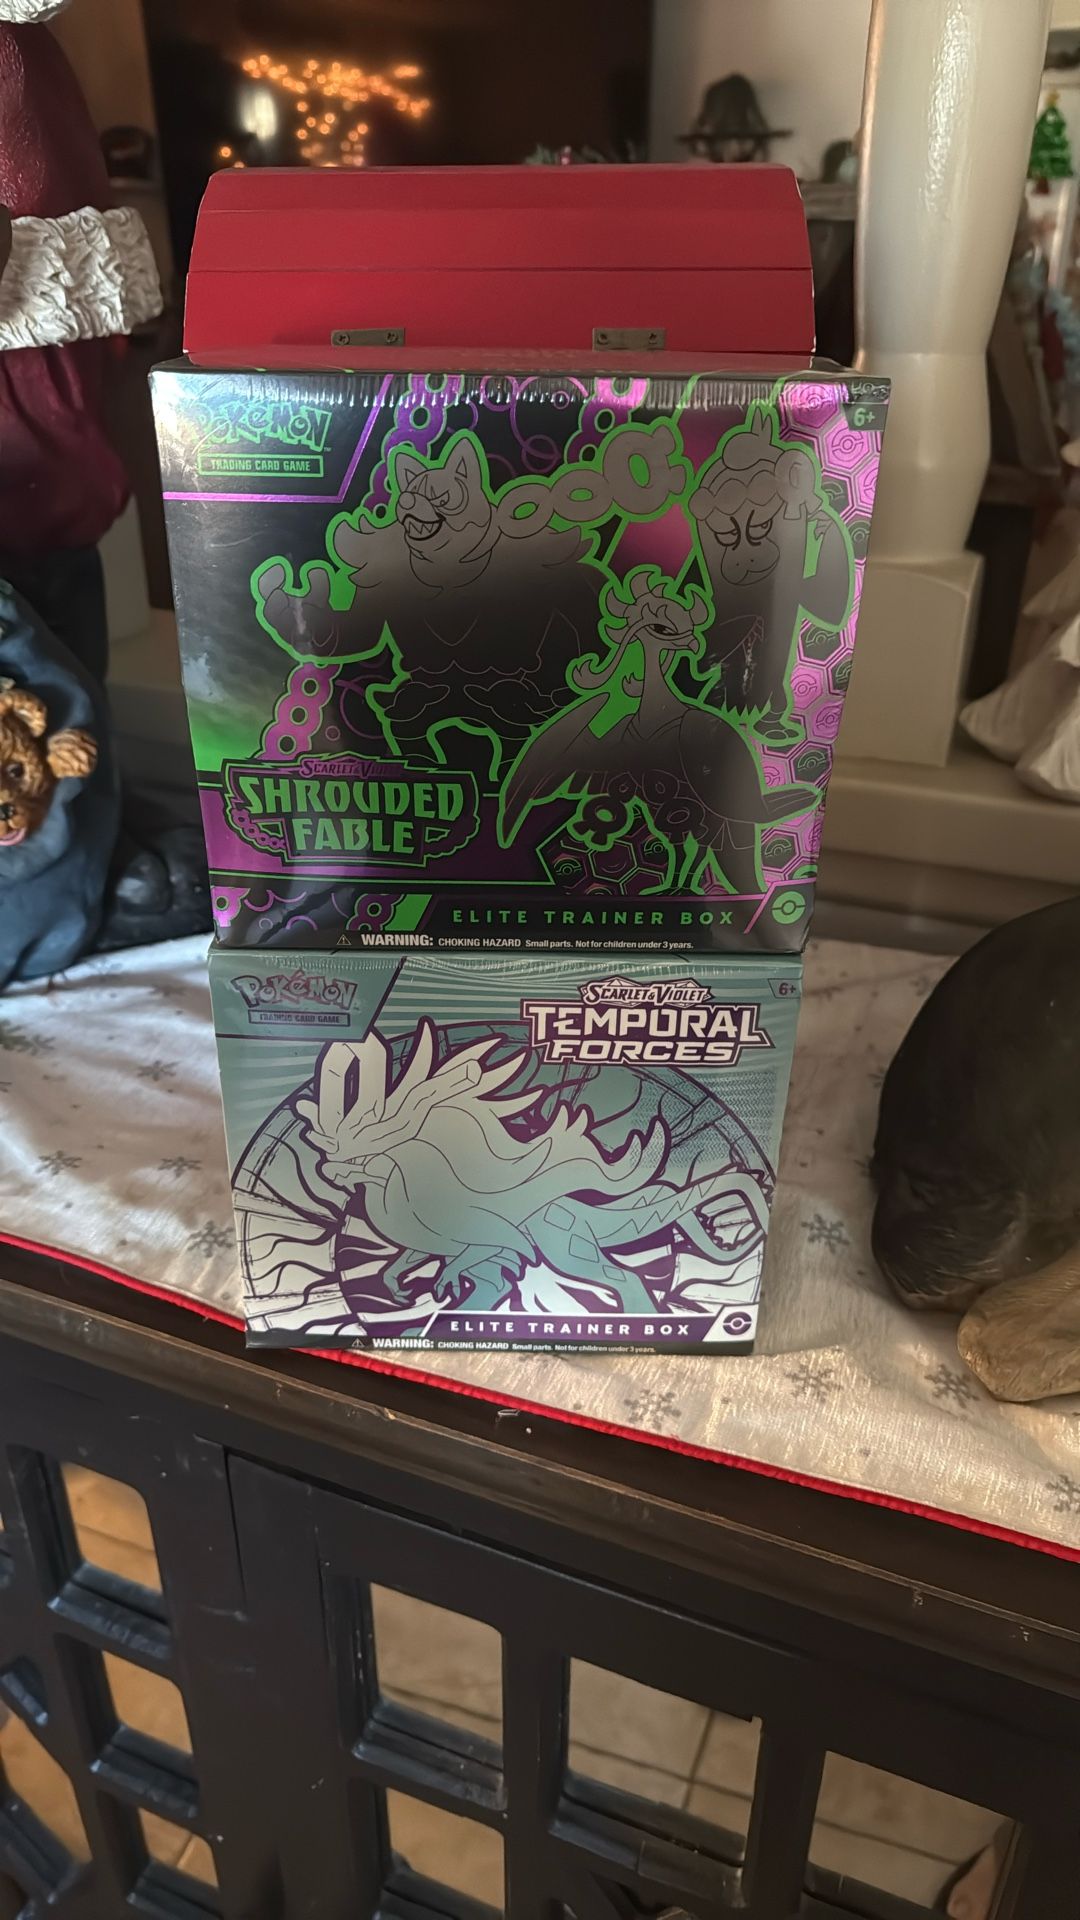 POKéMON
TRADING CARD GAME
6+
SCARLET & VIOLET
SHROUDED
FABLE
ELITE TRAINER BOX
WARNING: CHOKING HAZARD Small parts. Not for children under 3 years.
POKéMON
TRADING CARD GAME
6+
SCARLET & VIOLET
TEMPORAL
FORCES
ELITE TRAINER BOX
WARNING: CHOKING HAZARD Small parts. Not for children under 3 years.